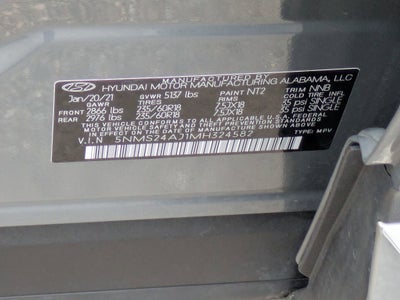 MANUFACTURED BY
HYUNDAI MOTOR MANUFACTURING ALABAMA, LLC
Jan/20/21 GVWR 5137 lbs PAINT NT2 TRIM NNB
GAWR TIRES RIMS COLD TIRE
FRONT 2866 lbs 235/60R18 7.5JX18 35 psi SINGLE
REAR 2976 lbs 235/60R18 7.5JX18 35 psi SINGLE
THIS VEHICLE CONFORMS TO ALL APPLICABLE U.S.A. FEDERAL
MOTOR VEHICLE SAFETY, BUMPER, AND THEFT
PREVENTION STANDARDS IN EFFECT ON THE
DATE OF MANUFACTURE SHOWN ABOVE.
V.I.N 5NMS24AJ1MH324582 TYPE: MPV